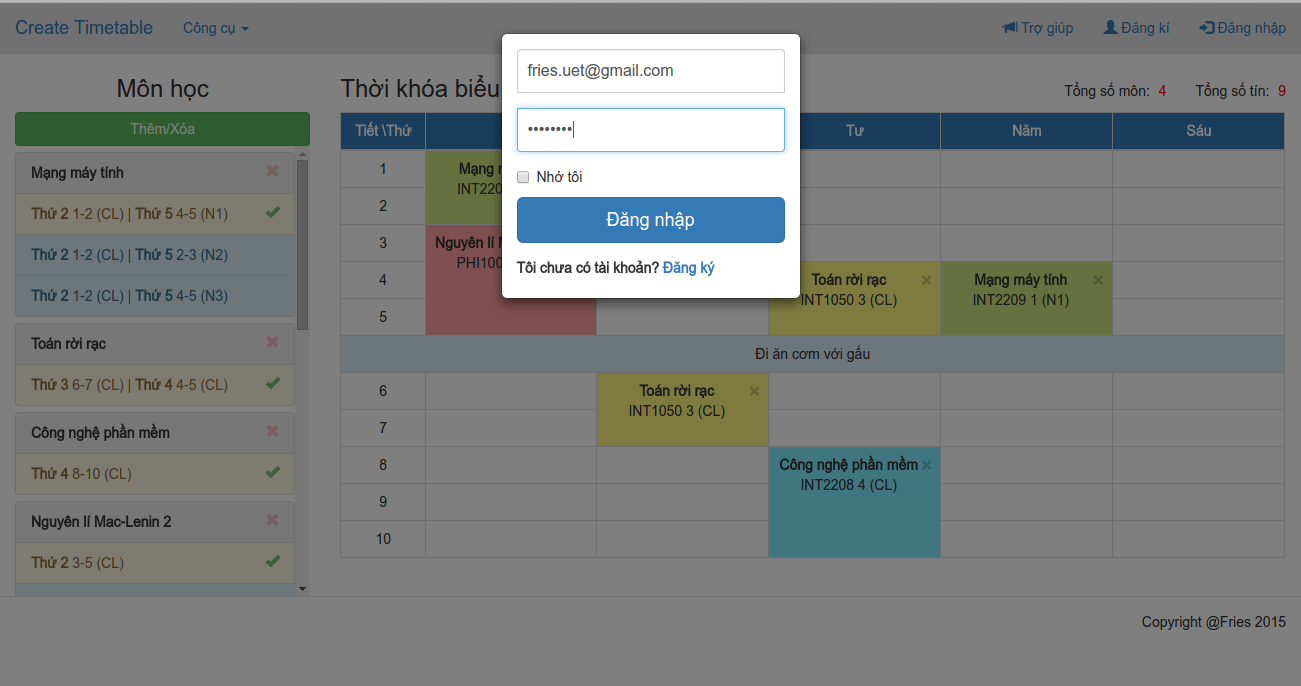 Create Timetable
Công cụ
Trợ giúp
Đăng kí
Đăng nhập
fries.uet@gmail.com
••••••••
Nhớ tôi
Đăng nhập
Tôi chưa có tài khoản? Đăng ký
Môn học
Thêm/Xóa
Mạng máy tính
Thứ 2 1-2 (CL) | Thứ 5 4-5 (N1)
Thứ 2 1-2 (CL) | Thứ 5 2-3 (N2)
Thứ 2 1-2 (CL) | Thứ 5 4-5 (N3)
Toán rời rạc
Thứ 3 6-7 (CL) | Thứ 4 4-5 (CL)
Công nghệ phần mềm
Thứ 4 8-10 (CL)
Nguyên lí Mac-Lenin 2
Thứ 2 3-5 (CL)
Thời khóa biểu
Tổng số môn: 4
Tổng số tín: 9
Tiết \Thứ
Tư
Năm
Sáu
1
Mạng
INT220
2
3
Nguyên lí
PHI100
4
Toán rời rạc
INT1050 3 (CL)
Mạng máy tính
INT2209 1 (N1)
5
Đi ăn cơm với gấu
6
Toán rời rạc
INT1050 3 (CL)
7
8
Công nghệ phần mềm
INT2208 4 (CL)
9
10
Copyright @Fries 2015